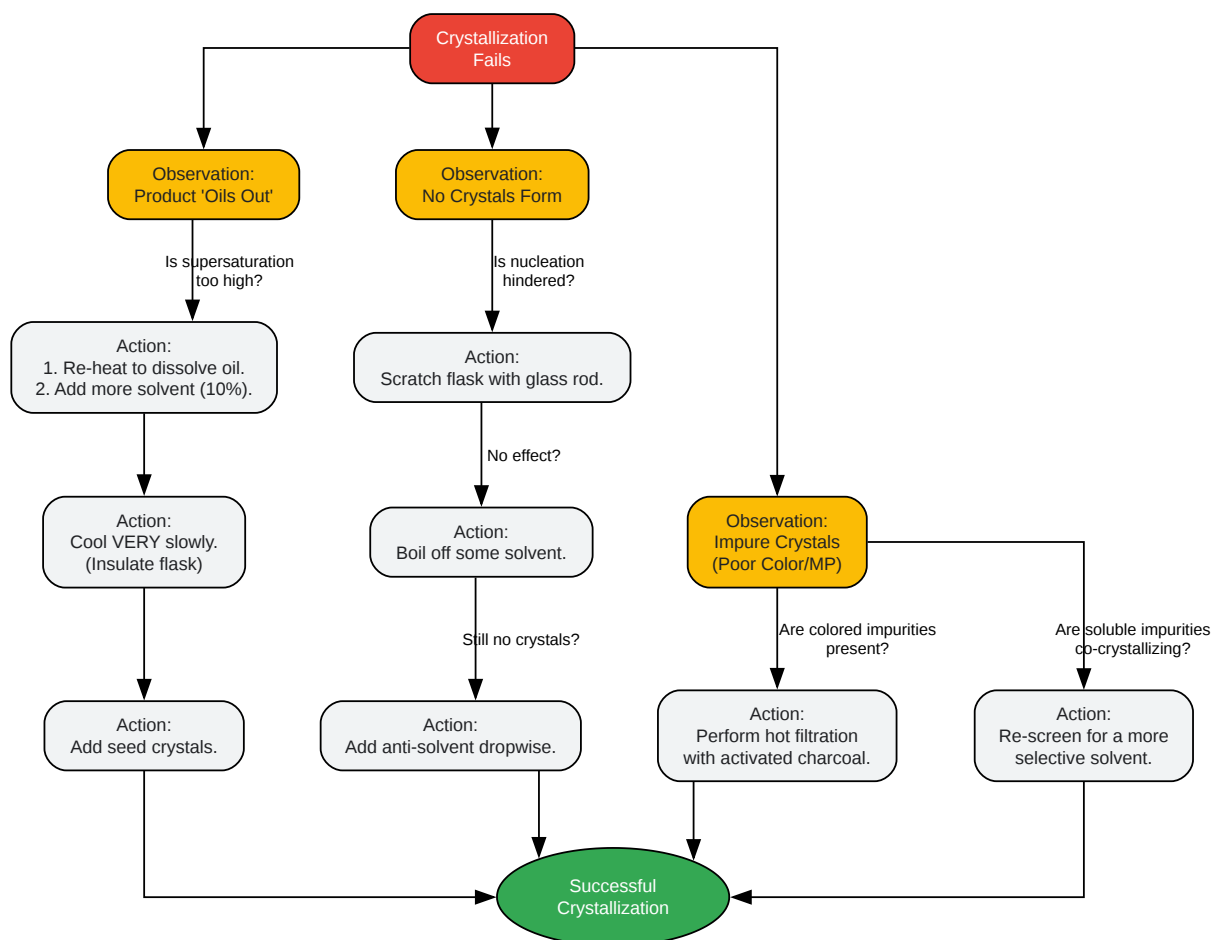 Crystallization
Fails
Observation:
Product 'Oils Out'
Observation:
No Crystals Form
Is supersaturation
too high?
Is nucleation
hindered?
Action:
1. Re-heat to dissolve oil.
2. Add more solvent (10%).
Action:
Scratch flask with glass rod.
No effect?
Action:
Cool VERY slowly.
(Insulate flask)
Action:
Boil off some solvent.
Observation:
Impure Crystals
(Poor Color/MP)
Still no crystals?
Are colored impurities
present?
Are soluble impurities
co-crystallizing?
Action:
Add seed crystals.
Action:
Add anti-solvent dropwise.
Action:
Perform hot filtration
with activated charcoal.
Action:
Re-screen for a more
selective solvent.
Successful
Crystallization